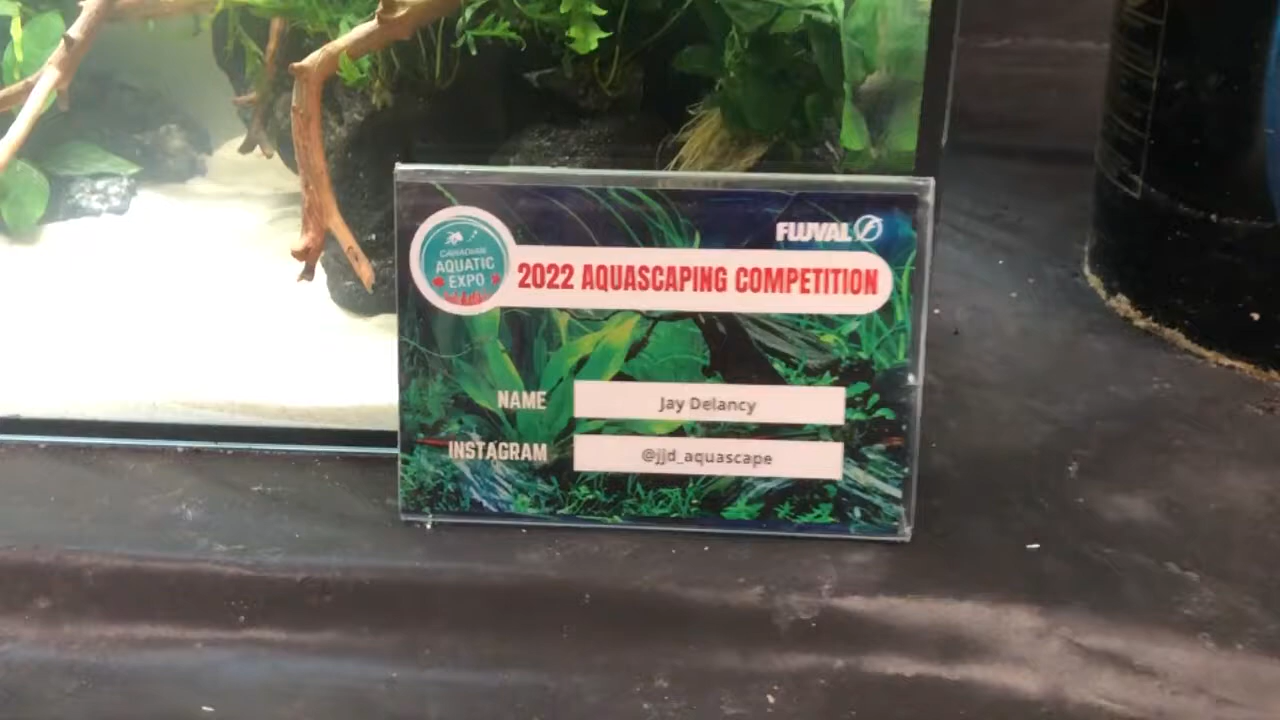 FLUVAL
CANADIAN
AQUATIC
EXPO
2022 AQUASCAPING COMPETITION
NAME
Jay Delancy
INSTAGRAM
@jjd_aquascape